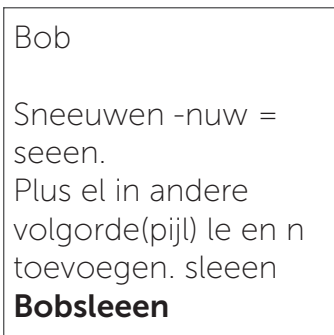 Bob
Sneeuwen -nuw =
seeen.
Plus el in andere
volgorde(pijl) le en n
toevoegen. sleeen
Bobsleeen